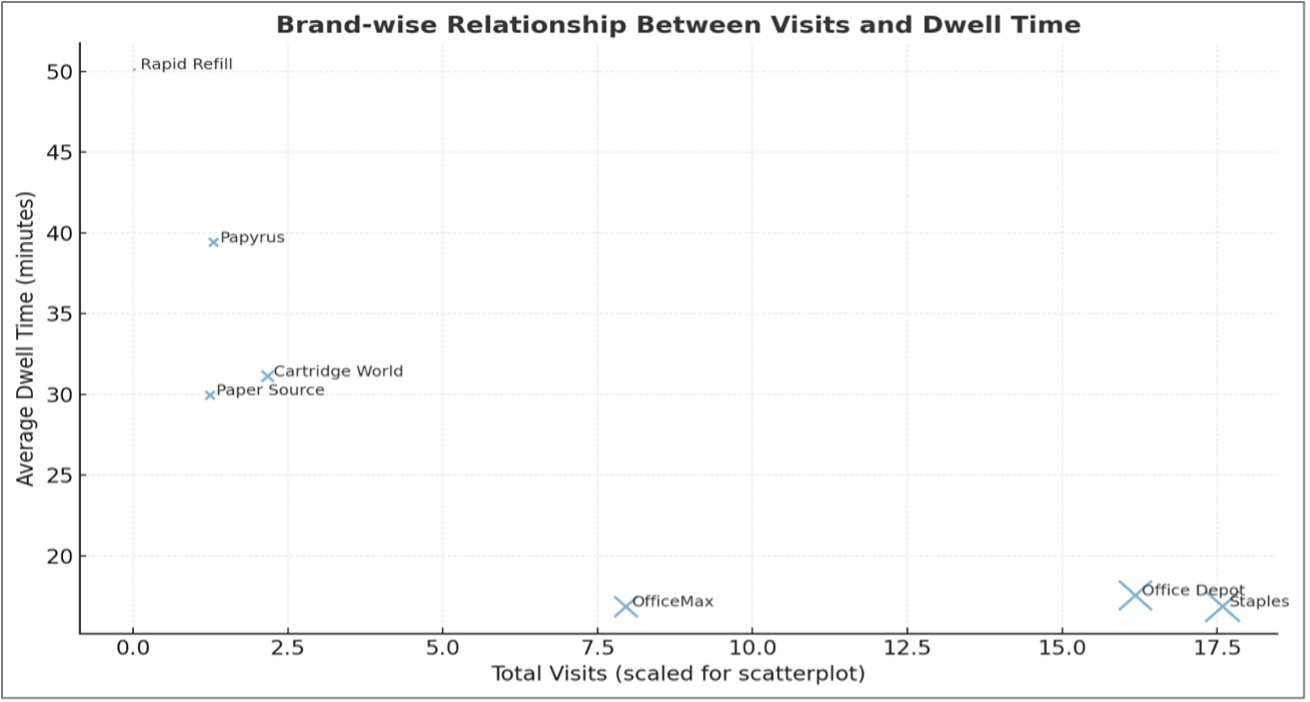 Brand-wise Relationship Between Visits and Dwell Time
Average Dwell Time (minutes)
50
45
40
35
30
25
20
Rapid Refill
Papyrus
Cartridge World
Paper Source
OfficeMax
Office Depot
Staples
0.0 2.5 5.0 7.5 10.0 12.5 15.0 17.5
Total Visits (scaled for scatterplot)